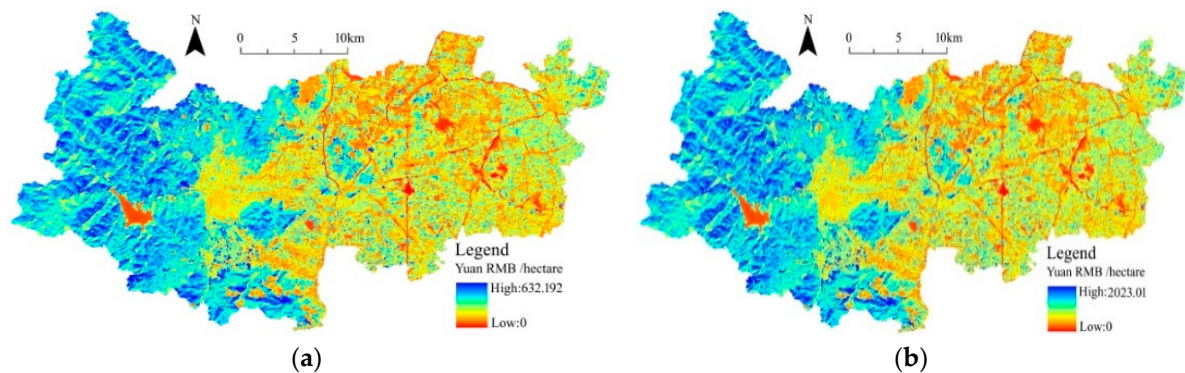 N
0 5 10km
Legend
Yuan RMB /hectare
High:632.192
Low:0
(a)
N
0 5 10km
Legend
Yuan RMB /hectare
High:2023.01
Low:0
(b)